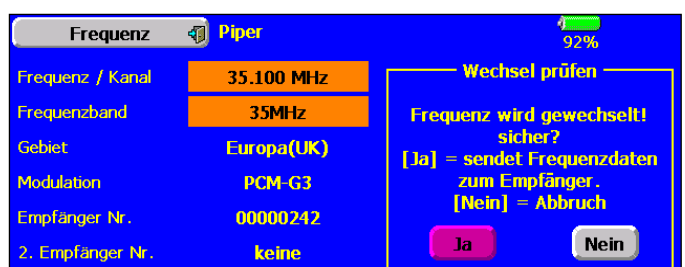 Frequenz Piper 92%
Frequenz / Kanal 35.100 MHz
Frequenzband 35MHz
Gebiet Europa(UK)
Modulation PCM-G3
Empfänger Nr. 00000242
2. Empfänger Nr. keine
Wechsel prüfen
Frequenz wird gewechselt!
sicher?
[Ja] = sendet Frequenzdaten
zum Empfänger.
[Nein] = Abbruch
Ja Nein